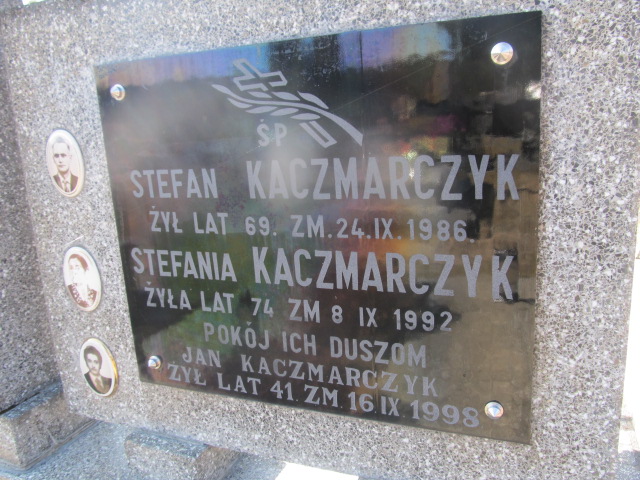 ŚP
STEFAN KACZMARCZYK
ŻYŁ LAT 69. ZM. 24.IX.1986.
STEFANIA KACZMARCZYK
ŻYŁA LAT 74 ZM 8 IX 1992
POKÓJ ICH DUSZOM
JAN KACZMARCZYK
ŻYŁ LAT 41. ZM. 16 IX 1998